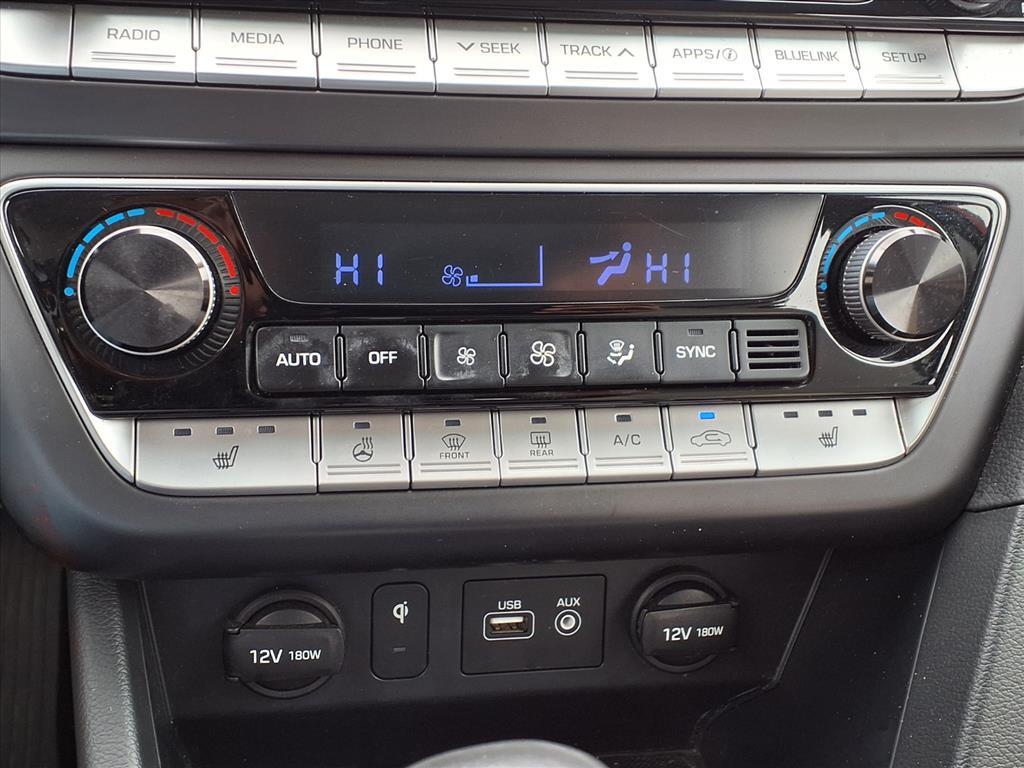 RADIO MEDIA PHONE SEEK TRACK APPS/i BLUELINK SETUP
HI HI
AUTO OFF SYNC
FRONT REAR A/C
qi USB AUX
12V 180W 12V 180W